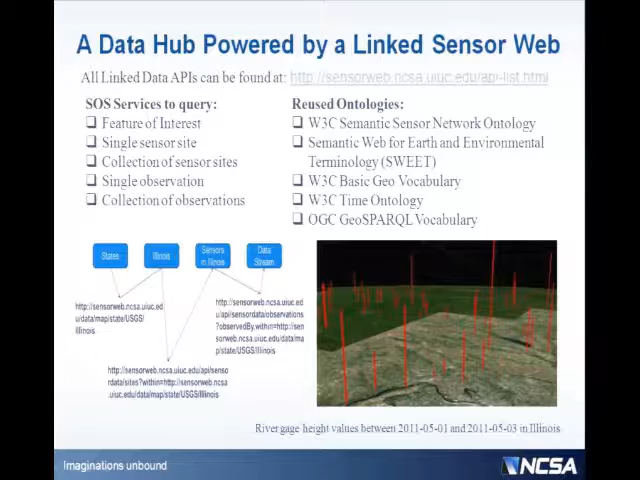 A Data Hub Powered by a Linked Sensor Web
All Linked Data APIs can be found at: http://sensorweb.ncsa.uiuc.edu/api-list.html
SOS Services to query:
Feature of Interest
Single sensor site
Collection of sensor sites
Single observation
Collection of observations
Reused Ontologies:
W3C Semantic Sensor Network Ontology
Semantic Web for Earth and Environmental
Terminology (SWEET)
W3C Basic Geo Vocabulary
W3C Time Ontology
OGC GeoSPARQL Vocabulary
States
Illinois
Sensors
in Illinois
Data
Stream
http://sensorweb.ncsa.uiuc.ed
u/data/map/state/USGS/
Illinois
http://sensorweb.ncsa.uiuc.ed
u/api/sensordata/observations
?observedBy.within=http://sen
sorweb.ncsa.uiuc.edu/data/ma
p/state/USGS/Illinois
http://sensorweb.ncsa.uiuc.edu/api/senso
rdata/sites?within=http://sensorweb.ncsa
.uiuc.edu/data/map/state/USGS/Illinois
River gage height values between 2011-05-01 and 2011-05-03 in Illinois
Imaginations unbound
NCSA